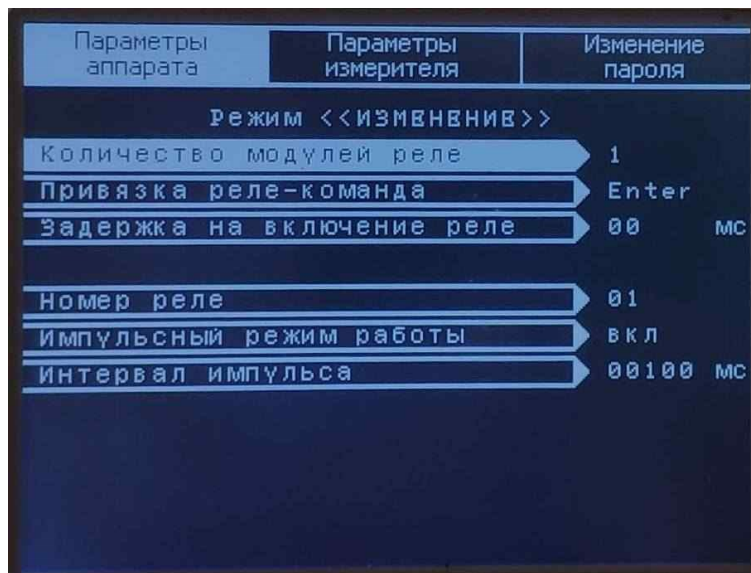 Параметры аппарата
Параметры измерителя
Изменение пароля
Режим <<ИЗМЕНЕНИЕ>>
Количество модулей реле 1
Привязка реле-команда Enter
Задержка на включение реле 00 мс
Номер реле 01
Импульсный режим работы вкл
Интервал импульса 00100 мс